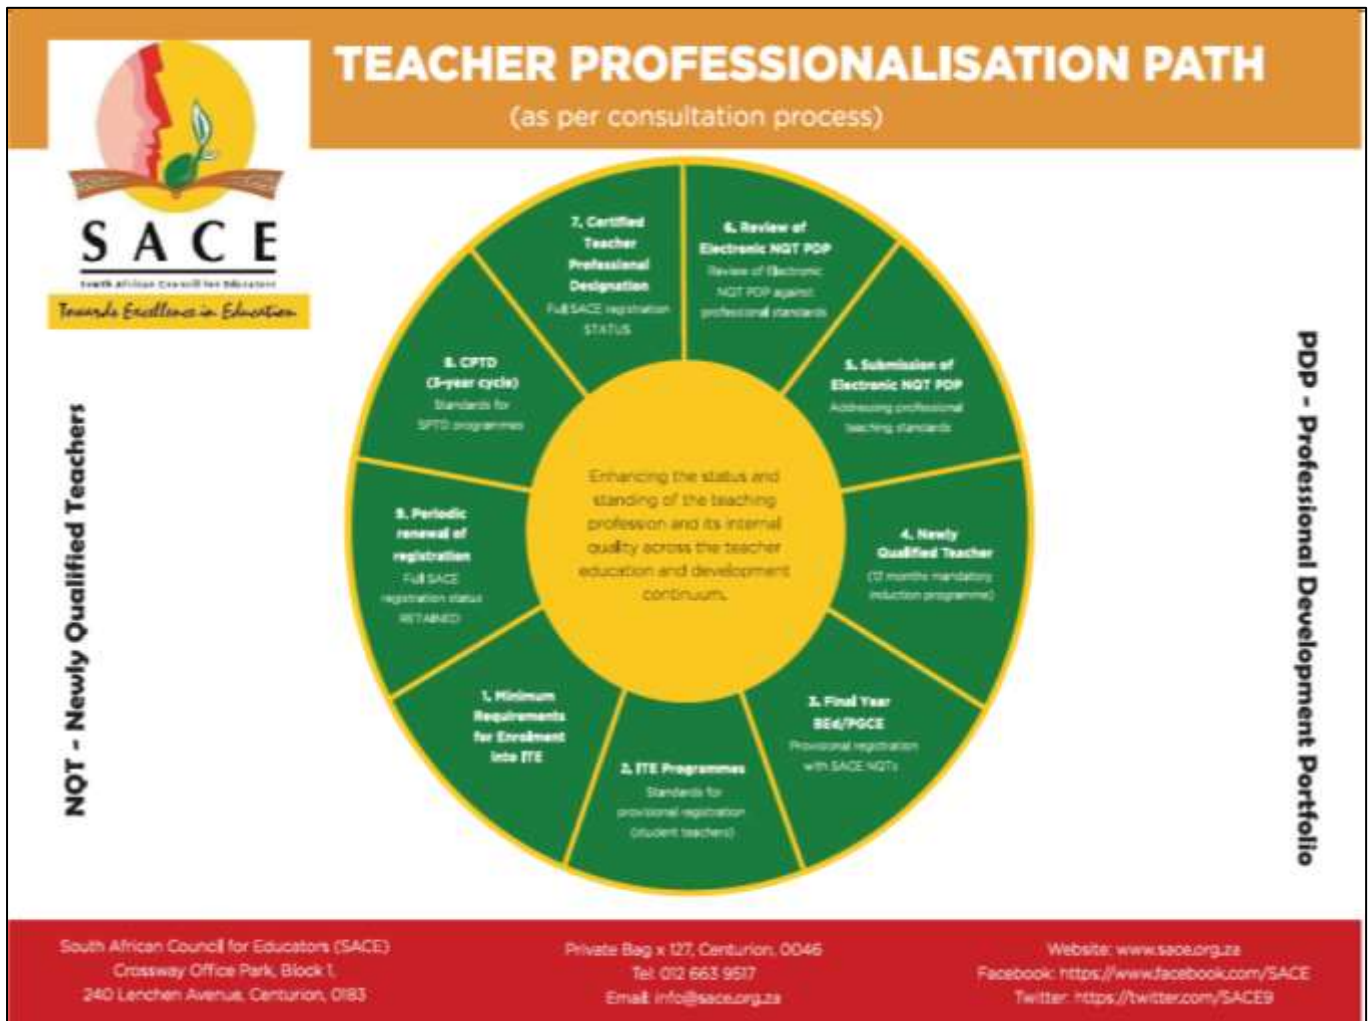 TEACHER PROFESSIONALISATION PATH
(as per consultation process)
SACE
South African Council for Educators
Towards Excellence in Education
NQT - Newly Qualified Teachers
1. Minimum
Requirements
for Enrolment
into ITE
2. ITE Programmes
Standards for
provisional registration
(student teachers)
3. Final Year
BEd/PGCE
Provisional registration
with SACE NQTs
4. Newly
Qualified Teacher
(12 months mandatory
induction programme)
5. Submission of
Electronic NQT PDP
Addressing professional
teaching standards
6. Review of
Electronic NQT PDP
Review of Electronic
NQT PDP against
professional standards
7. Certified
Teacher
Professional
Designation
Full SACE registration
STATUS
8. CPTD
(3-year cycle)
Standards for
SPTD programmes
9. Periodic
renewal of
registration
Full SACE
registration status
RETAINED
Enhancing the status and
standing of the teaching
profession and its internal
quality across the teacher
education and development
continuum.
PDP - Professional Development Portfolio
South African Council for Educators (SACE)
Crossway Office Park, Block 1,
240 Lenchen Avenue, Centurion, 0183
Private Bag x 127, Centurion, 0046
Tel: 012 663 9517
Email: info@sace.org.za
Website: www.sace.org.za
Facebook: https://www.facebook.com/SACE
Twitter: https://twitter.com/SACE9